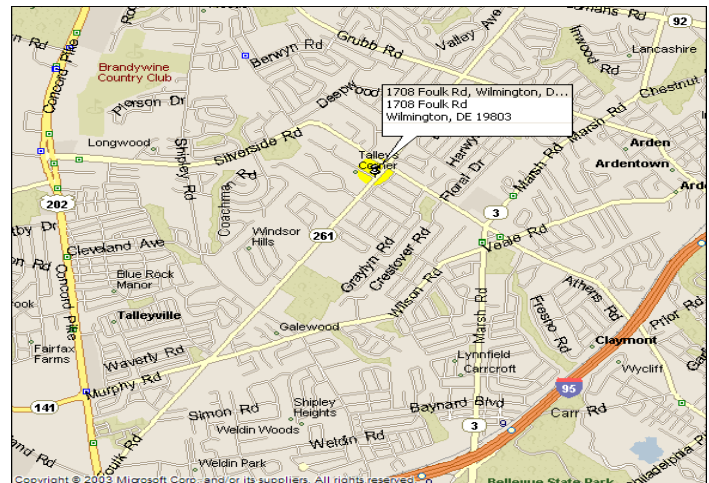 92
Valley Ave
Grubb Rd
Inwood Rd
Lancashire
Berwyn Rd
Concord Pike
Brandywine
Country Club
Deepwood
Chestnut
1708 Foulk Rd, Wilmington, D...
1708 Foulk Rd
Wilmington, DE 19803
Pierson Dr
Marsh Rd
Longwood
Silverside Rd
Shipley Rd
Talley's
Corner
Arden
Ardentown
Floral Dr
Coachman Rd
202
3
Marsh Rd
Windsor
Hills
261
Veale Rd
Cleveland Ave
Graylyn Rd
Crestover Rd
Concord Pike
Blue Rock
Manor
Wilson Rd
Athens Rd
Talleyville
Fresno Rd
Prior Rd
Galewood
Marsh Rd
Claymont
Fairfax
Farms
Waverly Rd
Lynnfield
Carrcroft
Wycliff
Murphy Rd
95
141
Simon Rd
Shipley
Heights
Baynard Blvd
Carr Rd
Weldin Woods
3
Weldin Rd
Weldin Park
Bellevue State Park
Copyright © 2003 Microsoft Corp. and/or its suppliers. All rights reserved.